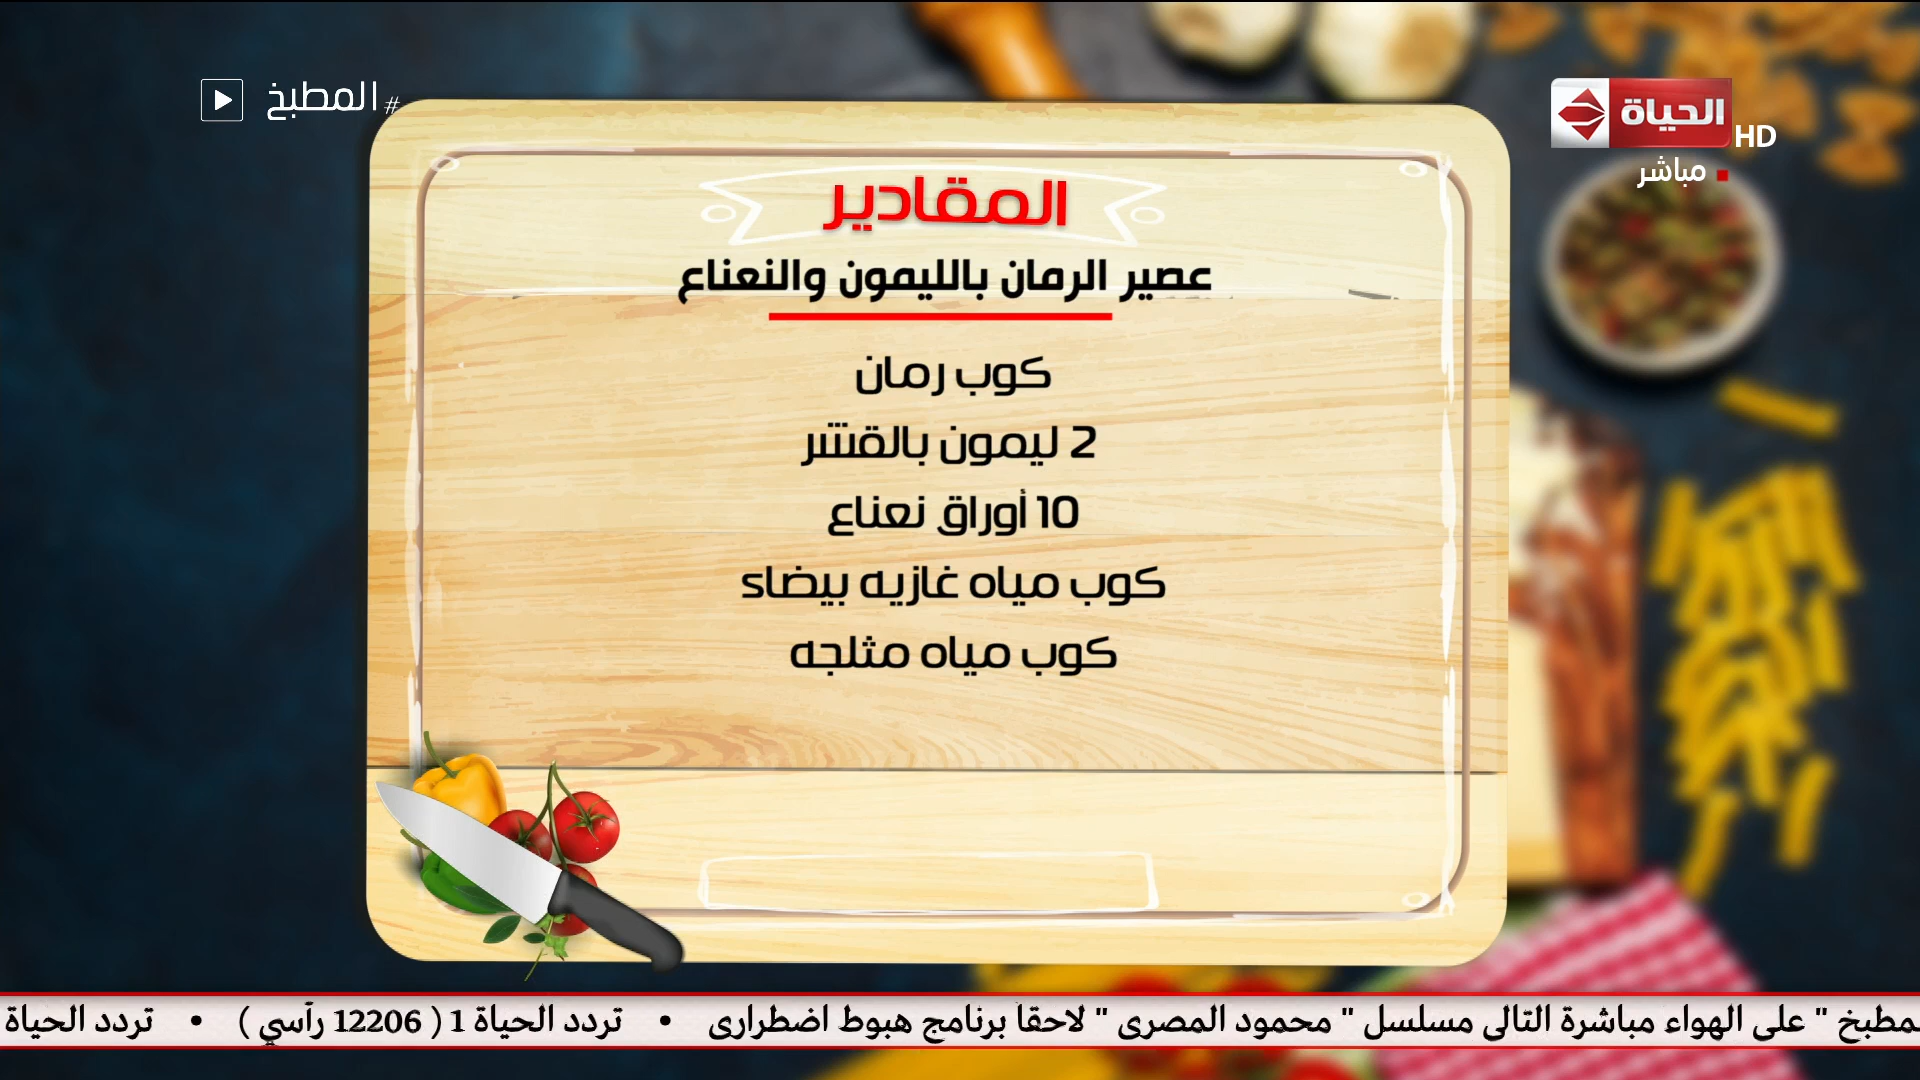 #المطبخ
الحياة
HD
مباشر
المقادير
عصير الرمان بالليمون والنعناع
كوب رمان
2 ليمون بالقشر
10 أوراق نعناع
كوب مياه غازيه بيضاء
كوب مياه مثلجه
لمطبخ " على الهواء مباشرة التالى مسلسل " محمود المصرى " لاحقاً برنامج هبوط اضطرارى • تردد الحياة 1 ( 12206 رأسي ) • تردد الحياة